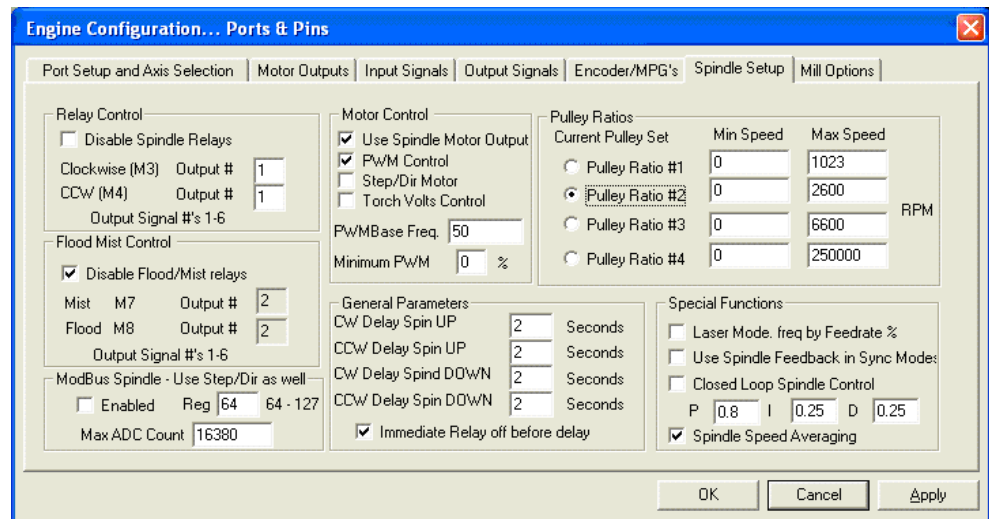 Engine Configuration... Ports & Pins
Port Setup and Axis Selection Motor Outputs Input Signals Output Signals Encoder/MPG's Spindle Setup Mill Options
Relay Control
Disable Spindle Relays
Clockwise (M3) Output # 1
CCW (M4) Output # 1
Output Signal #'s 1-6
Flood Mist Control
Disable Flood/Mist relays
Mist M7 Output # 2
Flood M8 Output # 2
Output Signal #'s 1-6
ModBus Spindle - Use Step/Dir as well
Enabled Reg 64 64 - 127
Max ADC Count 16380
Motor Control
Use Spindle Motor Output
PWM Control
Step/Dir Motor
Torch Volts Control
PWMBase Freq. 50
Minimum PWM 0 %
General Parameters
CW Delay Spin UP 2 Seconds
CCW Delay Spin UP 2 Seconds
CW Delay Spind DOWN 2 Seconds
CCW Delay Spin DOWN 2 Seconds
Immediate Relay off before delay
Pulley Ratios
Current Pulley Set Min Speed Max Speed
Pulley Ratio #1 0 1023
Pulley Ratio #2 0 2600
RPM
Pulley Ratio #3 0 6600
Pulley Ratio #4 0 250000
Special Functions
Laser Mode. freq by Feedrate %
Use Spindle Feedback in Sync Modes
Closed Loop Spindle Control
P 0.8 I 0.25 D 0.25
Spindle Speed Averaging
OK Cancel Apply